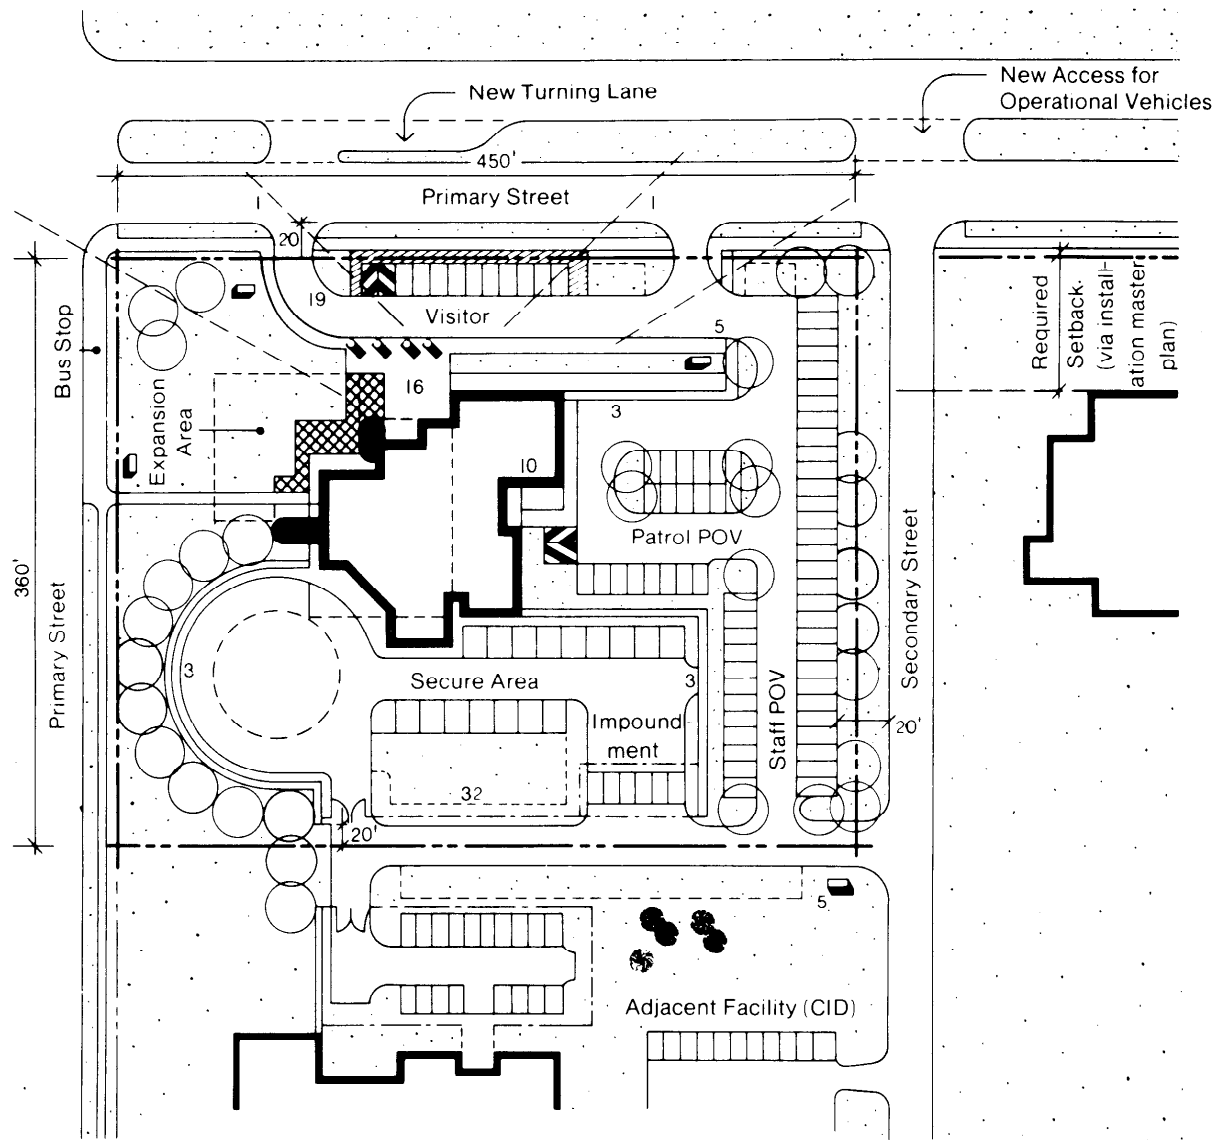 New Turning Lane
New Access for
Operational Vehicles
450'
Primary Street
20'
19
Visitor
5
16
3
10
Bus Stop
Expansion
Area
Required
Setback.
(via install-
ation master
plan)
360'
Primary Street
Patrol POV
Secondary Street
3
Secure Area
3
Impound
ment
Staff POV
20'
32
20'
5
Adjacent Facility (CID)